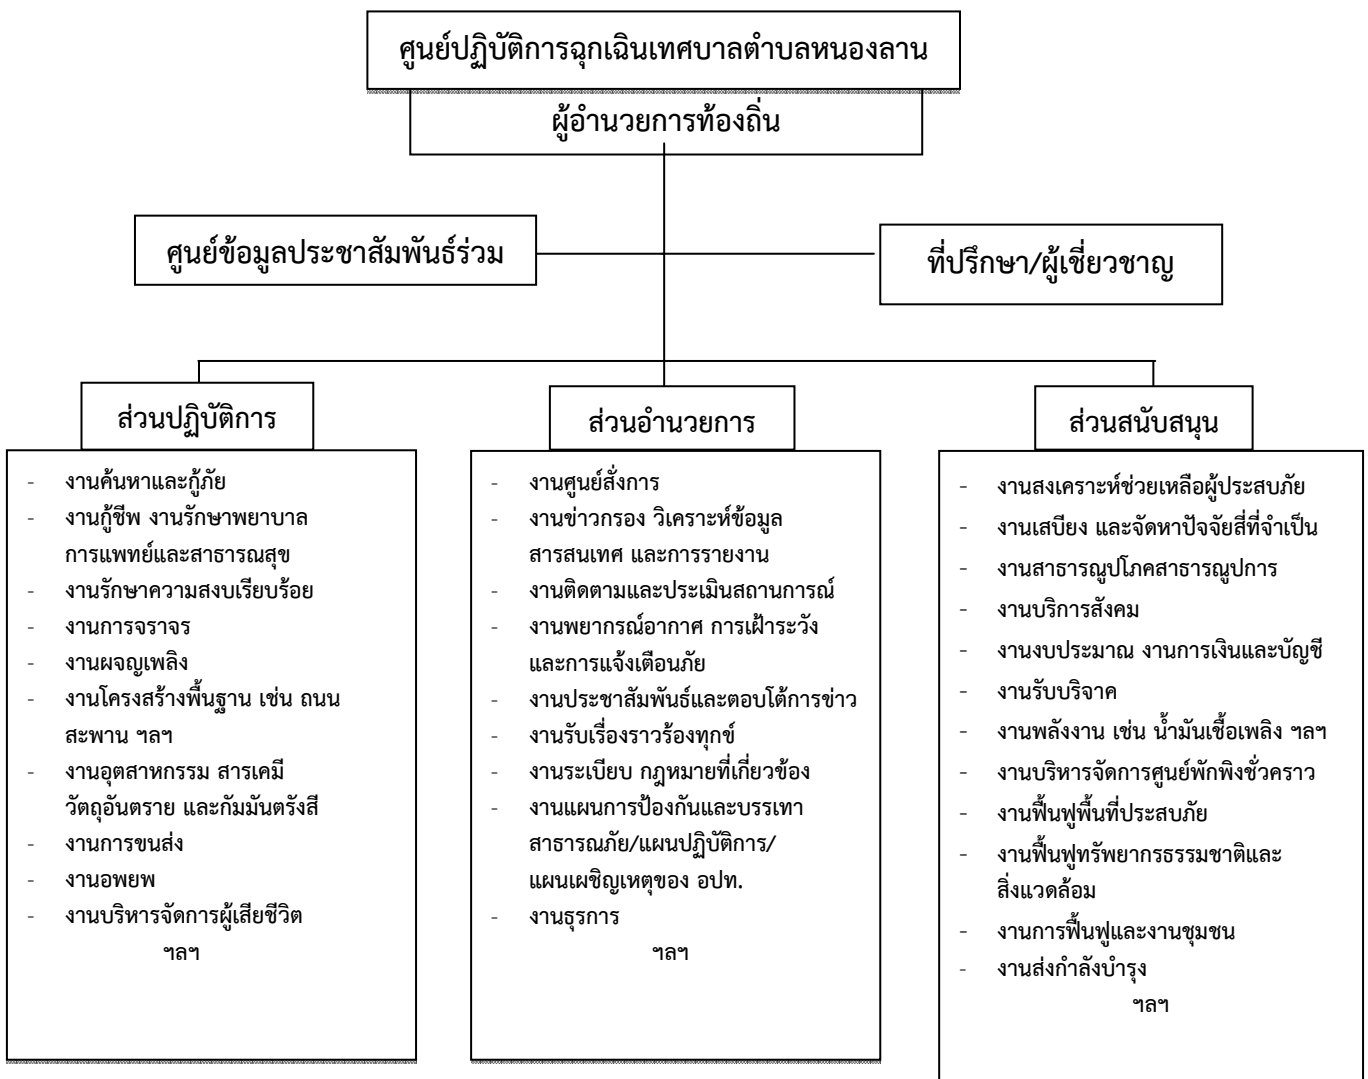 ศูนย์ปฏิบัติการฉุกเฉินเทศบาลตำบลหนองลาน
ผู้อำนวยการท้องถิ่น
ศูนย์ข้อมูลประชาสัมพันธ์ร่วม
ที่ปรึกษา/ผู้เชี่ยวชาญ
ส่วนปฏิบัติการ
- งานค้นหาและกู้ภัย
- งานกู้ชีพ งานรักษาพยาบาล
การแพทย์และสาธารณสุข
- งานรักษาความสงบเรียบร้อย
- งานการจราจร
- งานผจญเพลิง
- งานโครงสร้างพื้นฐาน เช่น ถนน
สะพาน ฯลฯ
- งานอุตสาหกรรม สารเคมี
วัตถุอันตราย และกัมมันตรังสี
- งานการขนส่ง
- งานอพยพ
- งานบริหารจัดการผู้เสียชีวิต
ฯลฯ
ส่วนอำนวยการ
- งานศูนย์สั่งการ
- งานข่าวกรอง วิเคราะห์ข้อมูล
สารสนเทศ และการรายงาน
- งานติดตามและประเมินสถานการณ์
- งานพยากรณ์อากาศ การเฝ้าระวัง
และการแจ้งเตือนภัย
- งานประชาสัมพันธ์และตอบโต้การข่าว
- งานรับเรื่องราวร้องทุกข์
- งานระเบียบ กฎหมายที่เกี่ยวข้อง
- งานแผนการป้องกันและบรรเทา
สาธารณภัย/แผนปฏิบัติการ/
แผนเผชิญเหตุของ อปท.
- งานธุรการ
ฯลฯ
ส่วนสนับสนุน
- งานสงเคราะห์ช่วยเหลือผู้ประสบภัย
- งานเสบียง และจัดหาปัจจัยสี่ที่จำเป็น
- งานสาธารณูปโภคสาธารณูปการ
- งานบริการสังคม
- งานงบประมาณ งานการเงินและบัญชี
- งานรับบริจาค
- งานพลังงาน เช่น น้ำมันเชื้อเพลิง ฯลฯ
- งานบริหารจัดการศูนย์พักพิงชั่วคราว
- งานฟื้นฟูพื้นที่ประสบภัย
- งานฟื้นฟูทรัพยากรธรรมชาติและ
สิ่งแวดล้อม
- งานการฟื้นฟูและงานชุมชน
- งานส่งกำลังบำรุง
ฯลฯ